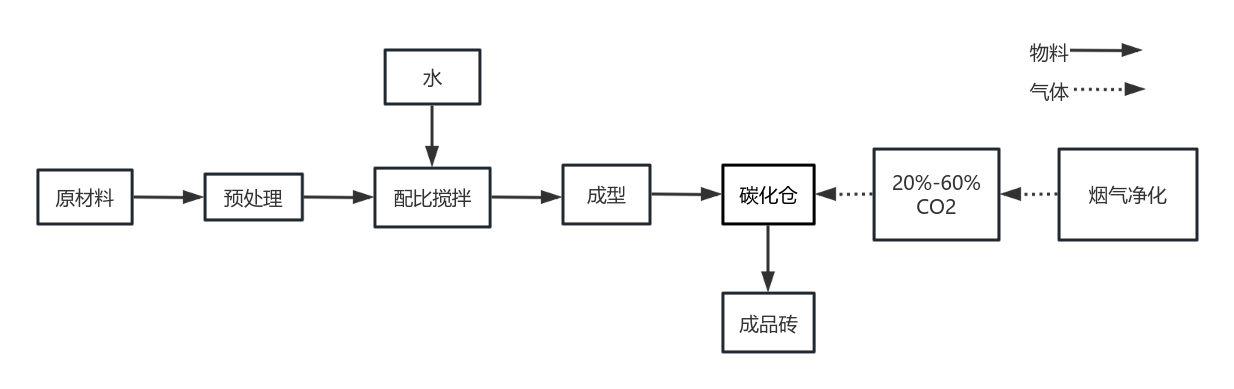 物料
水
气体
原材料
预处理
配比搅拌
成型
碳化仓
20%-60%
CO2
烟气净化
成品砖